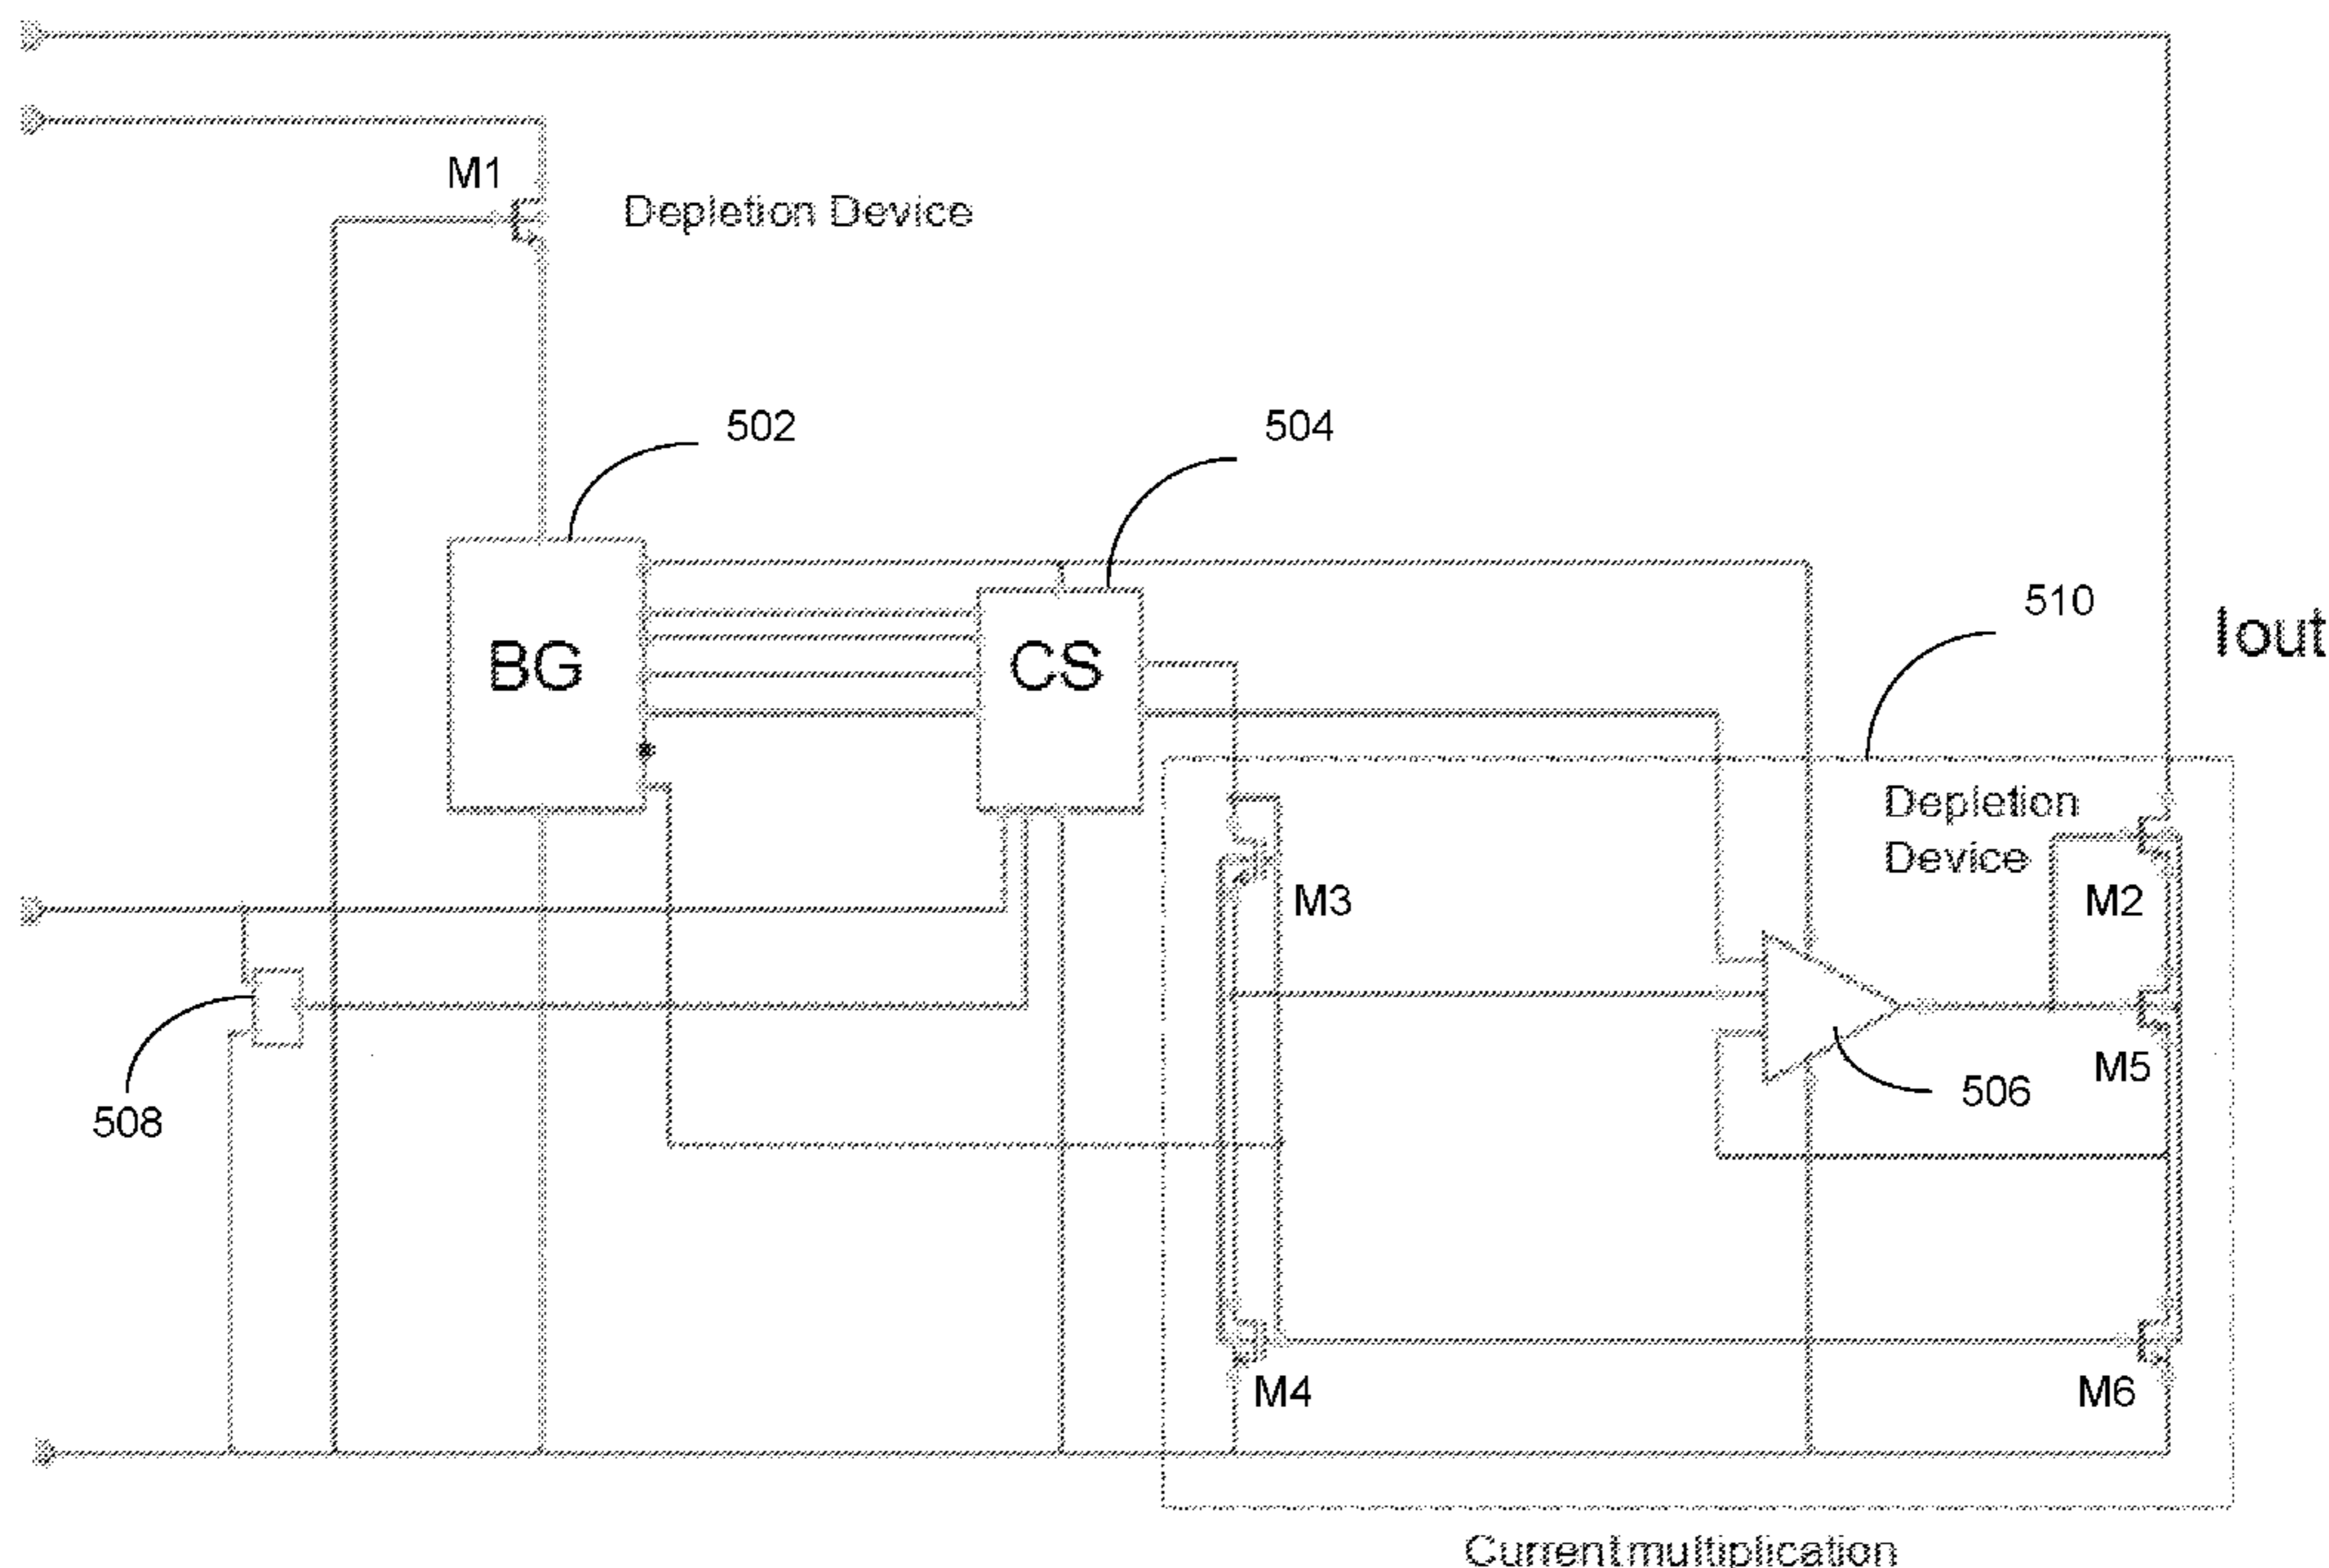 M1
Depletion Device
502
504
510
Iout
BG
CS
Depletion
Device
M2
M3
M5
506
508
M4
M6
Current multiplication